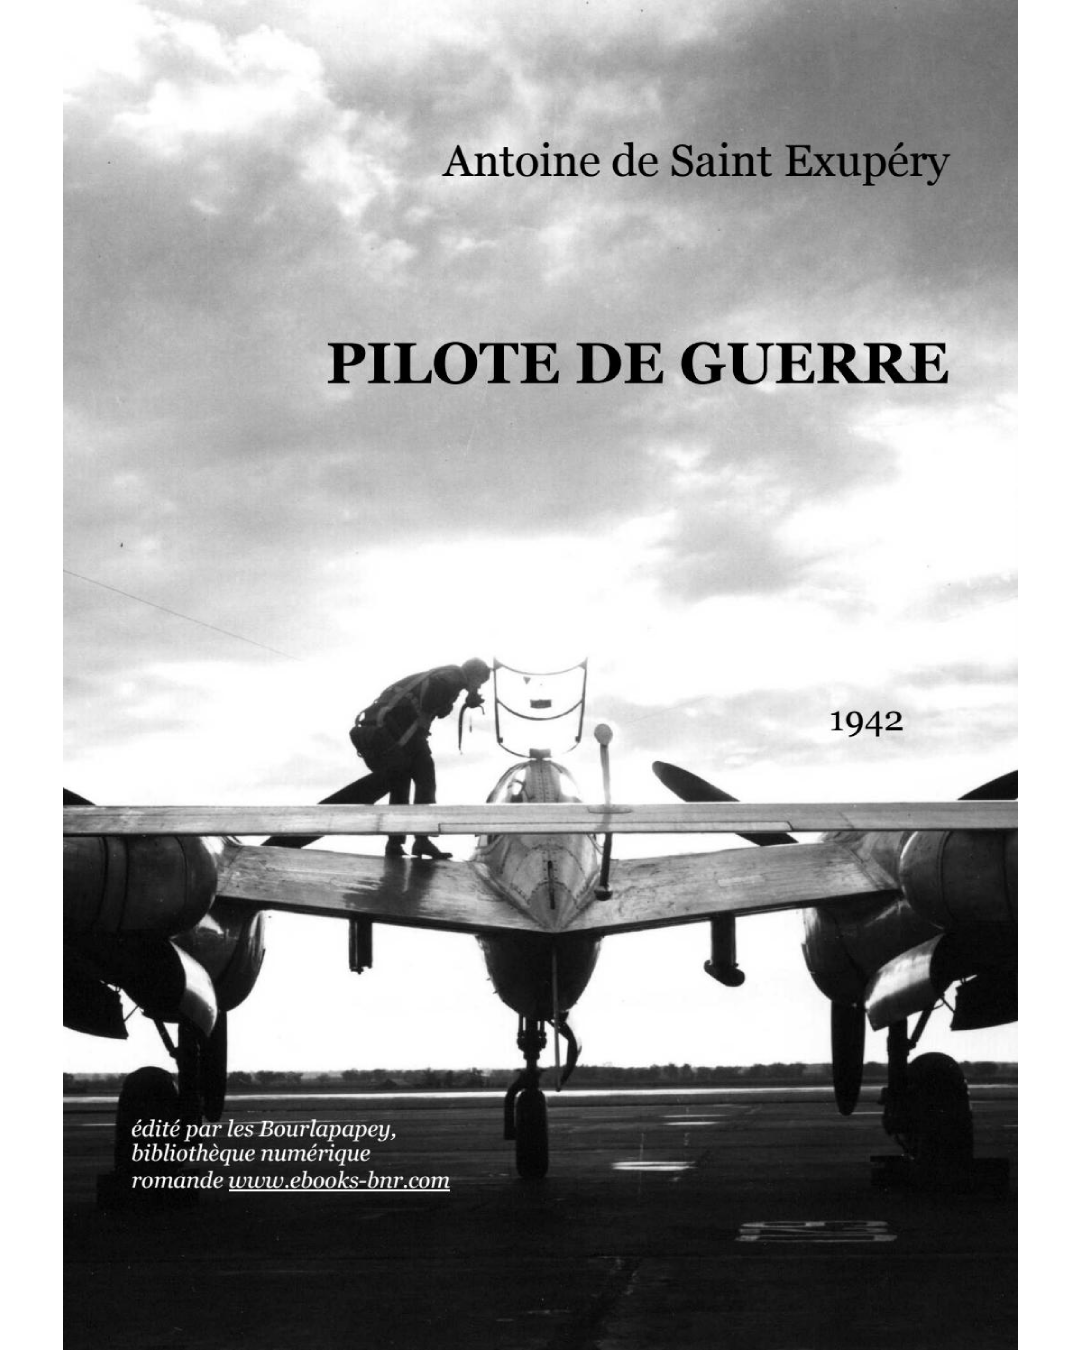 Antoine de Saint Exupéry
PILOTE DE GUERRE
1942
édité par les Bourlapapey,
bibliothèque numérique
romande www.ebooks-bnr.com